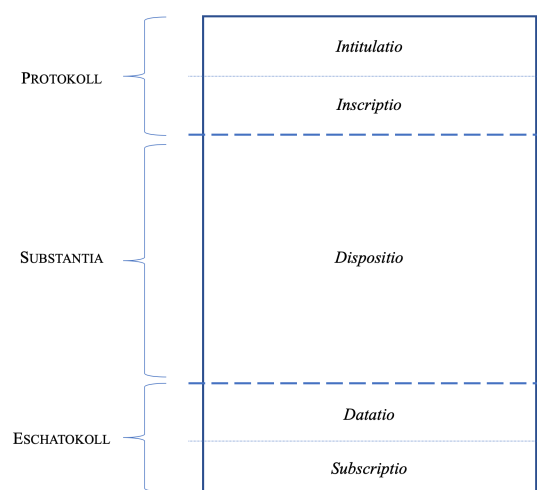 Intitulatio
PROTOKOLL
Inscriptio
SUBSTANTIA
Dispositio
Datatio
ESCHATOKOLL
Subscriptio